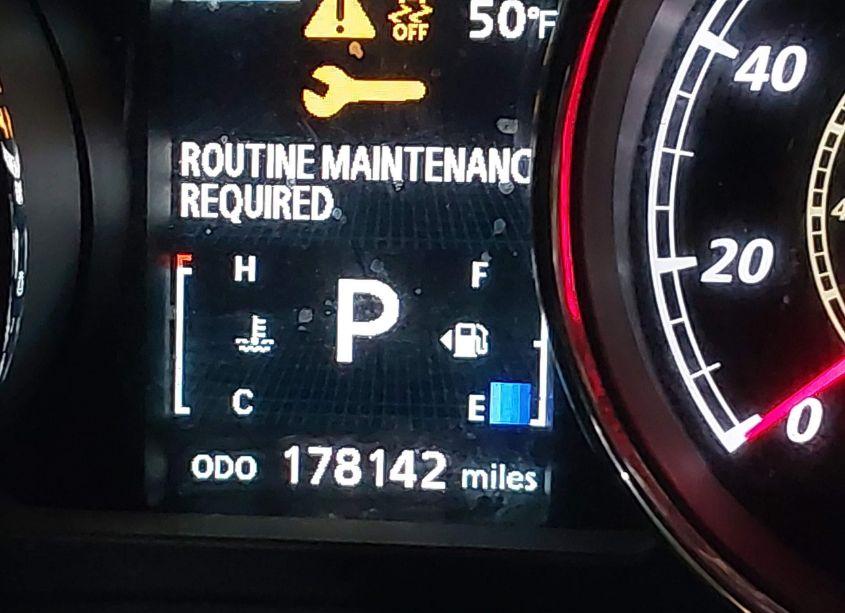 OFF
50°F
40
ROUTINE MAINTENANC
REQUIRED
H
F
P
20
C
E
0
ODO 178142 miles